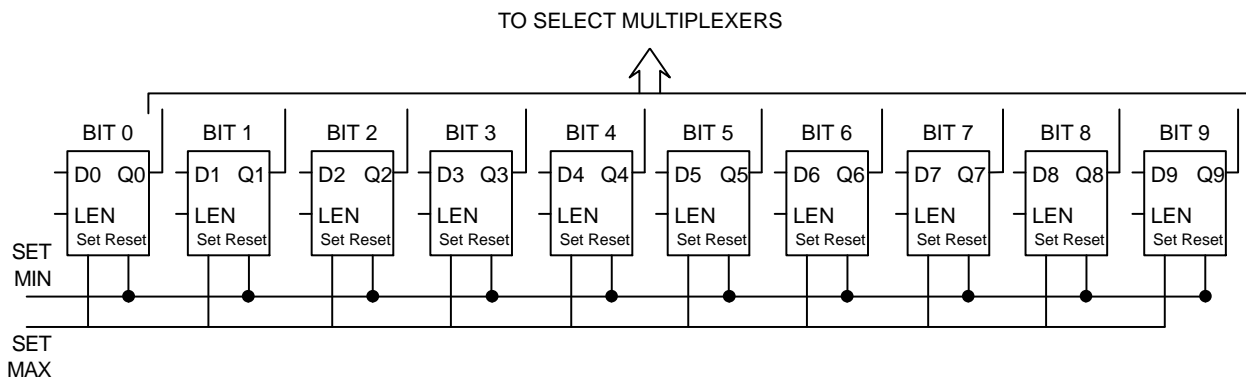 TO SELECT MULTIPLEXERS
BIT 0 BIT 1 BIT 2 BIT 3 BIT 4 BIT 5 BIT 6 BIT 7 BIT 8 BIT 9
D0 Q0 D1 Q1 D2 Q2 D3 Q3 D4 Q4 D5 Q5 D6 Q6 D7 Q7 D8 Q8 D9 Q9
LEN LEN LEN LEN LEN LEN LEN LEN LEN LEN
Set Reset Set Reset Set Reset Set Reset Set Reset Set Reset Set Reset Set Reset Set Reset Set Reset
SET
MIN
SET
MAX